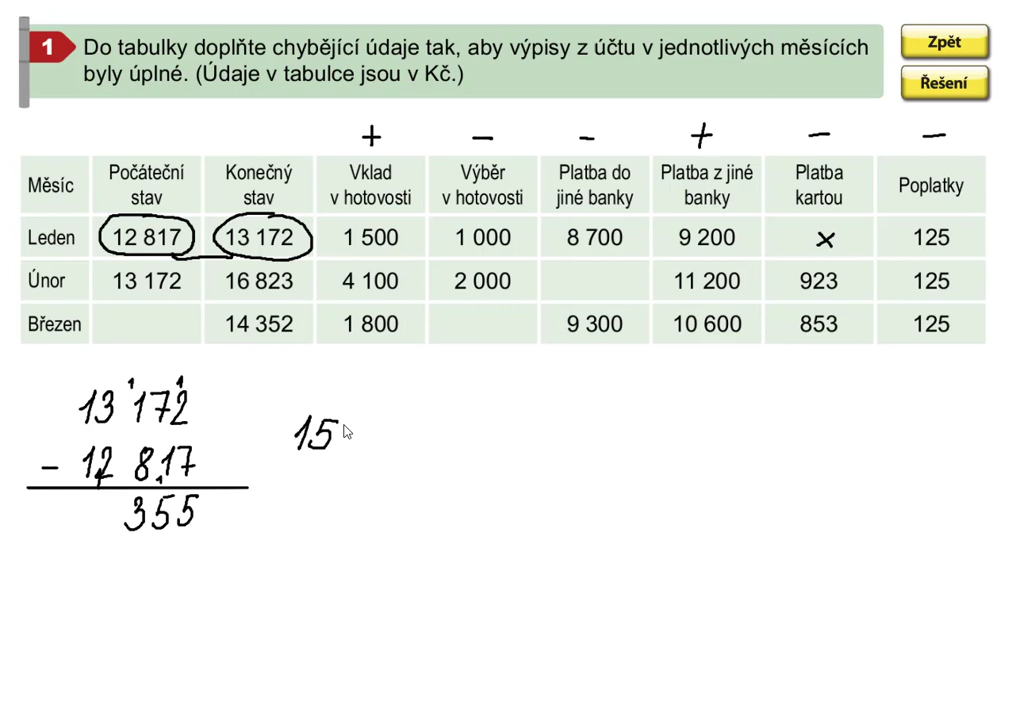 1 Do tabulky doplňte chybějící údaje tak, aby výpisy z účtu v jednotlivých měsících
byly úplné. (Údaje v tabulce jsou v Kč.)
Zpět
Řešení
+ − - + − −
Měsíc Počáteční stav Konečný stav Vklad v hotovosti Výběr v hotovosti Platba do jiné banky Platba z jiné banky Platba kartou Poplatky
Leden 12 817 13 172 1 500 1 000 8 700 9 200 x 125
Únor 13 172 16 823 4 100 2 000 11 200 923 125
Březen 14 352 1 800 9 300 10 600 853 125
1 1
13 172
- 12 817
1 1
355
15